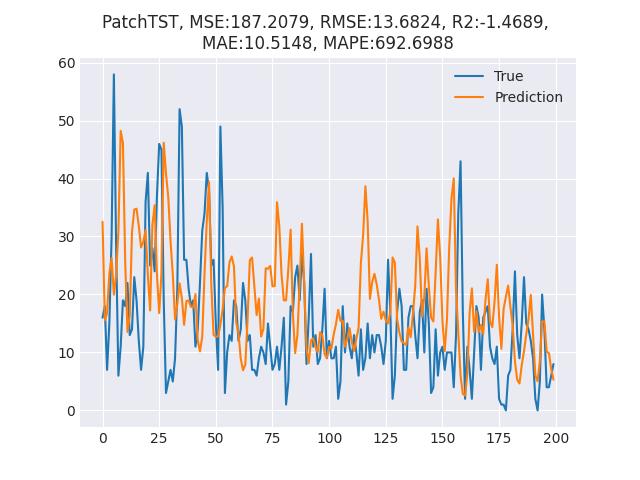 PatchTST, MSE:187.2079, RMSE:13.6824, R2:-1.4689,
MAE:10.5148, MAPE:692.6988
True
Prediction
60
50
40
30
20
10
0
0 25 50 75 100 125 150 175 200